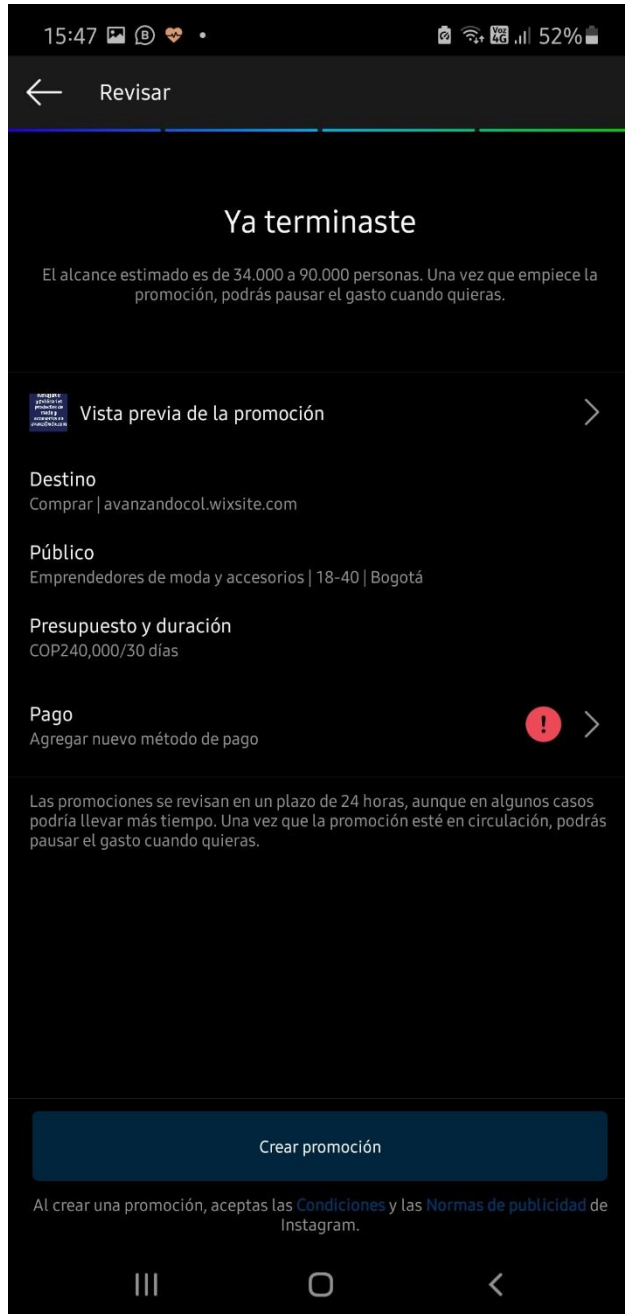 15:47 B 52%
Voz
4G
Revisar
Ya terminaste
El alcance estimado es de 34.000 a 90.000 personas. Una vez que empiece la
promoción, podrás pausar el gasto cuando quieras.
Vista previa de la promoción
Destino
Comprar | avanzandocol.wixsite.com
Público
Emprendedores de moda y accesorios | 18-40 | Bogotá
Presupuesto y duración
COP240,000/30 días
Pago
!
Agregar nuevo método de pago
Las promociones se revisan en un plazo de 24 horas, aunque en algunos casos
podría llevar más tiempo. Una vez que la promoción esté en circulación, podrás
pausar el gasto cuando quieras.
Crear promoción
Al crear una promoción, aceptas las Condiciones y las Normas de publicidad de
Instagram.